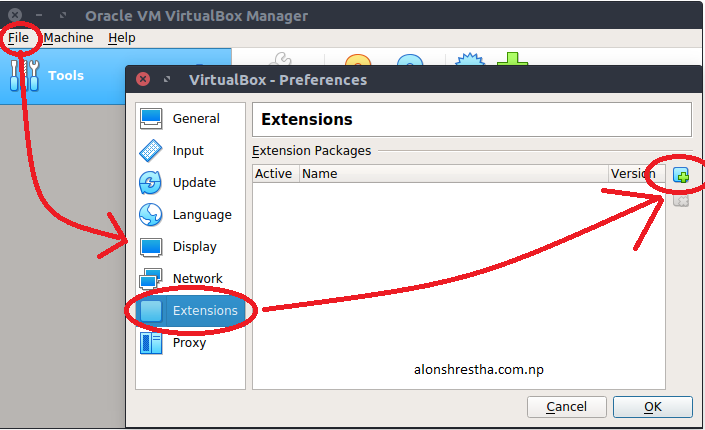 Oracle VM VirtualBox Manager
File Machine Help
Tools
VirtualBox - Preferences
General
Input
Update
Language
Display
Network
Extensions
Proxy
Extensions
Extension Packages
Active Name Version
alonshrestha.com.np
Cancel OK